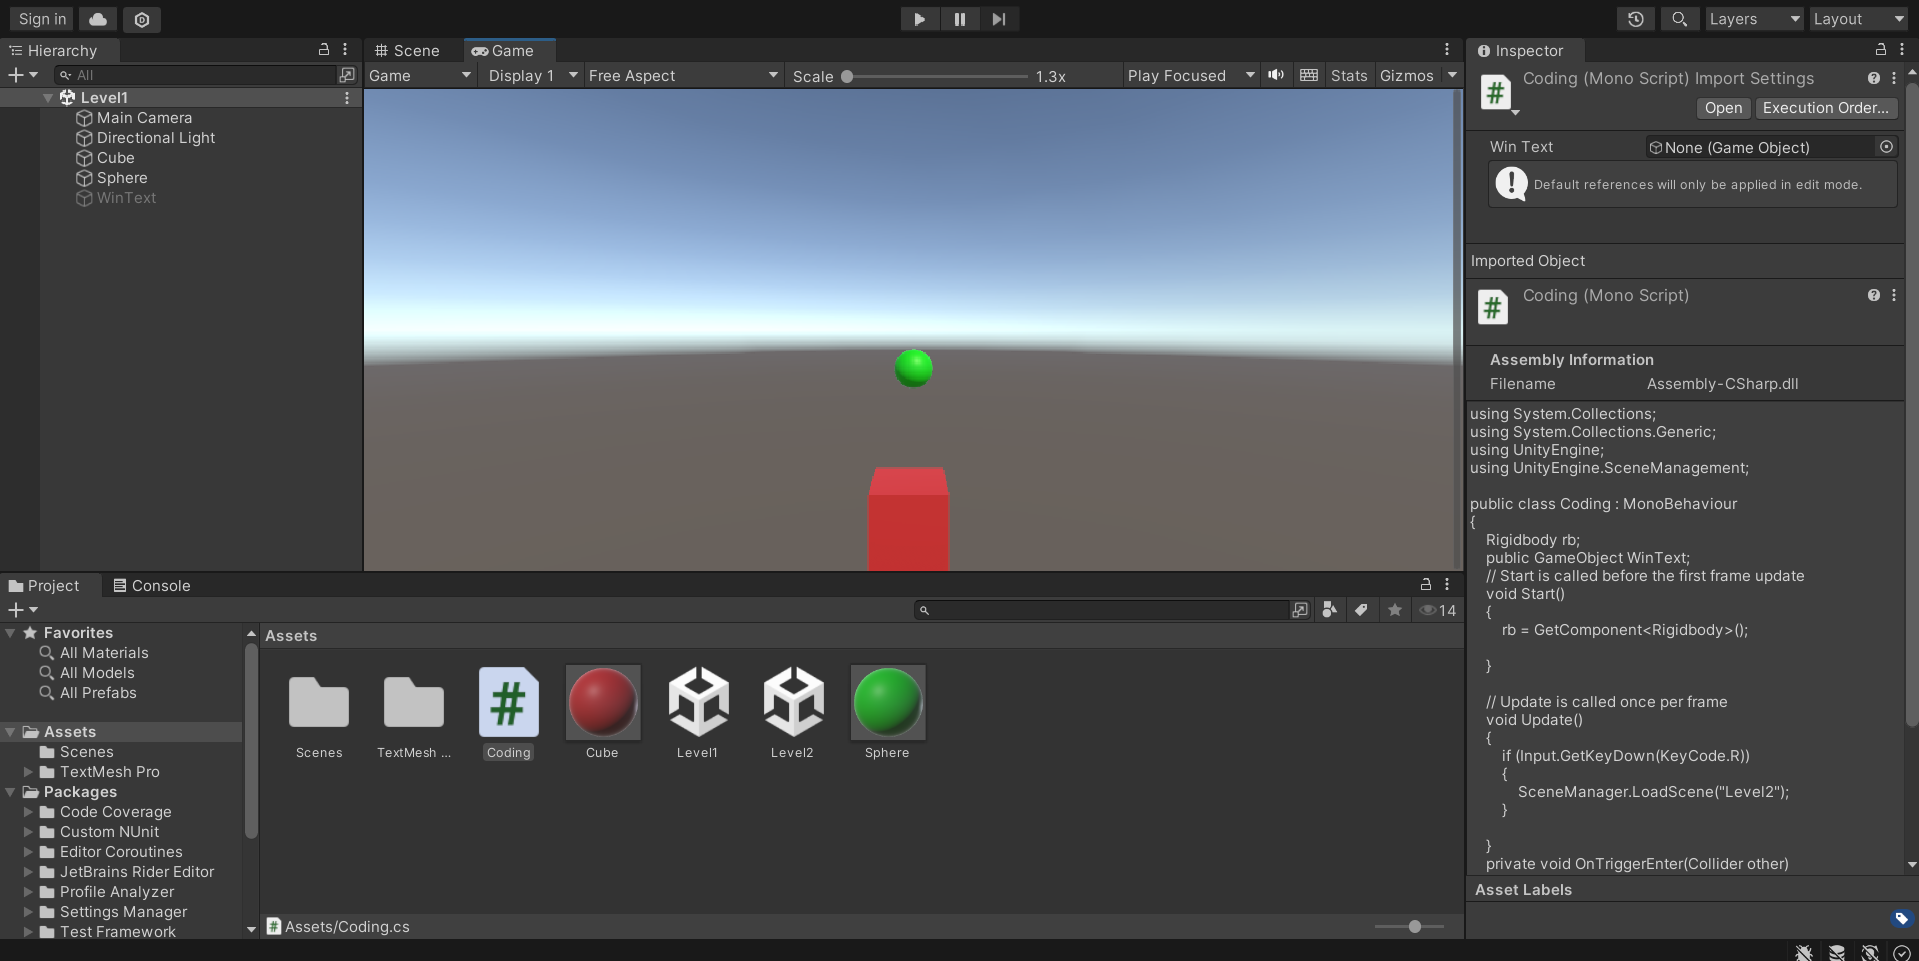 Sign in
Layers
Layout
Hierarchy
All
Level1
Main Camera
Directional Light
Cube
Sphere
WinText
Scene
Game
Game
Display 1
Free Aspect
Scale
1.3x
Play Focused
Stats
Gizmos
Inspector
Coding (Mono Script) Import Settings
Open
Execution Order...
Win Text
None (Game Object)
Default references will only be applied in edit mode.
Imported Object
Coding (Mono Script)
Assembly Information
Filename
Assembly-CSharp.dll
using System.Collections;
using System.Collections.Generic;
using UnityEngine;
using UnityEngine.SceneManagement;
public class Coding : MonoBehaviour
{
Rigidbody rb;
public GameObject WinText;
// Start is called before the first frame update
void Start()
{
rb = GetComponent<Rigidbody>();
}
// Update is called once per frame
void Update()
{
if (Input.GetKeyDown(KeyCode.R))
{
SceneManager.LoadScene("Level2");
}
}
private void OnTriggerEnter(Collider other)
Asset Labels
Project
Console
14
Favorites
All Materials
All Models
All Prefabs
Assets
Scenes
TextMesh Pro
Packages
Code Coverage
Custom NUnit
Editor Coroutines
JetBrains Rider Editor
Profile Analyzer
Settings Manager
Test Framework
Assets
Scenes
TextMesh ...
Coding
Cube
Level1
Level2
Sphere
Assets/Coding.cs